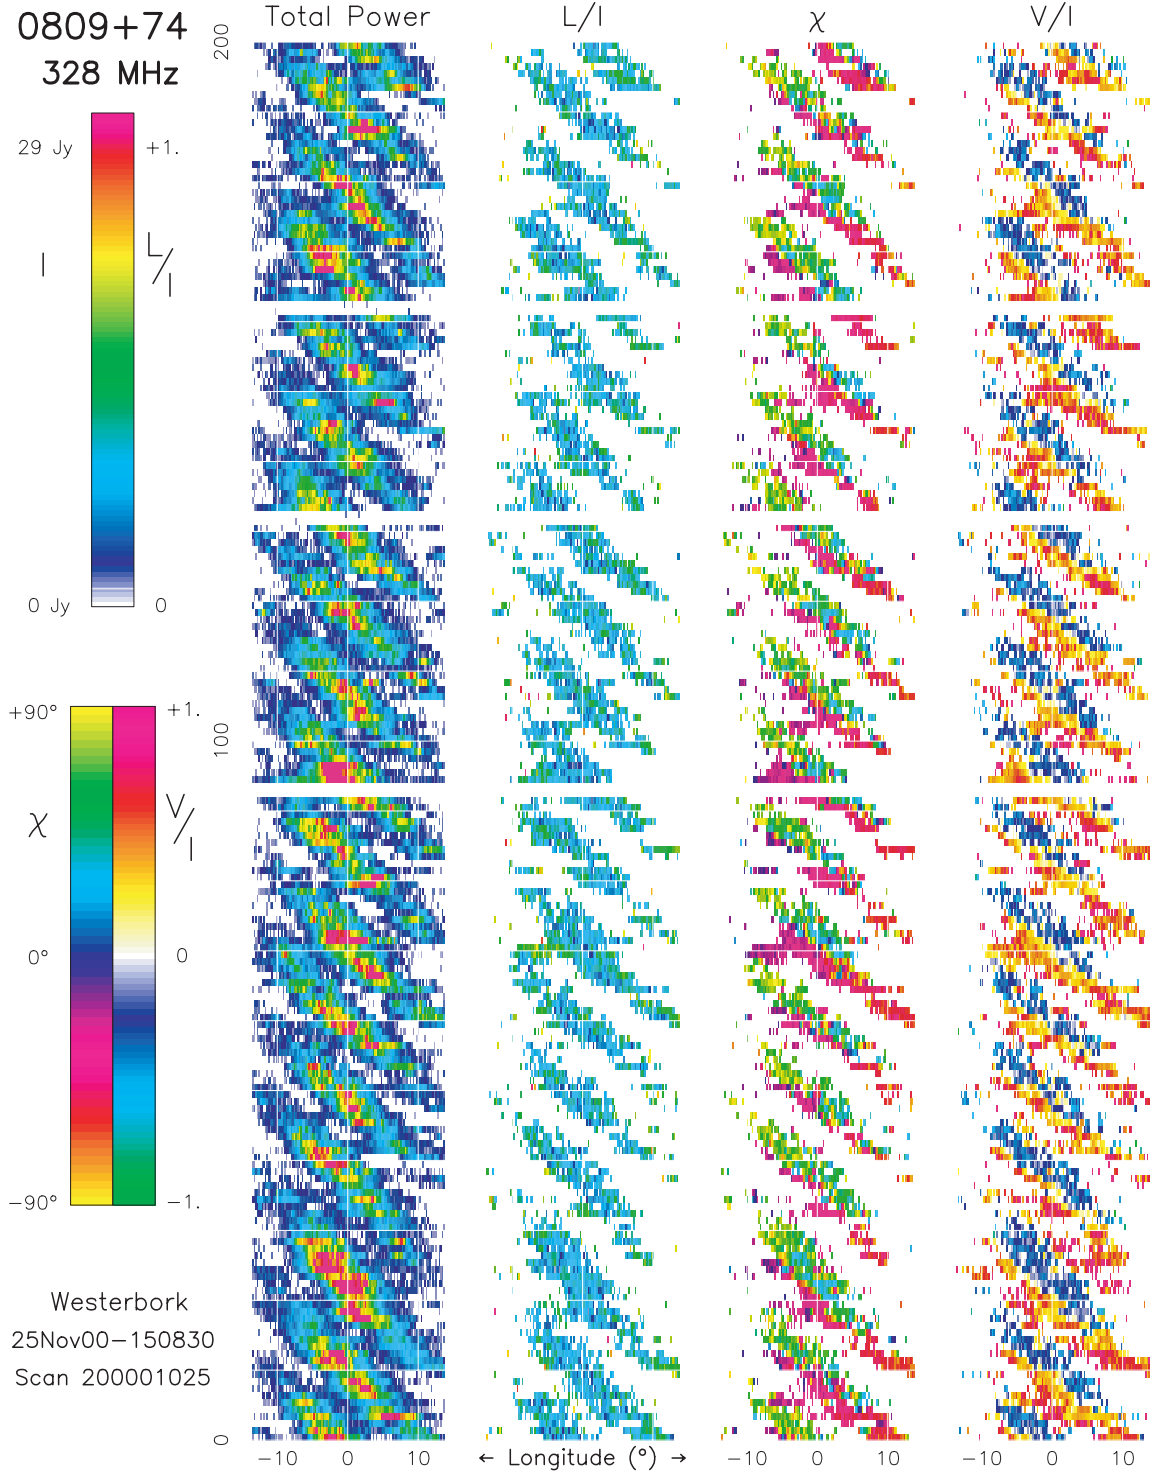 0809+74
328 MHz
Total Power
L/I
χ
V/I
200
29 Jy
+1.
I
L/I
0 Jy
0
+90°
+1.
χ
V/I
0°
0
−90°
−1.
100
Westerbork
25Nov00−150830
Scan 200001025
0
−10
0
10
← Longitude (°) →
−10
0
10
−10
0
10